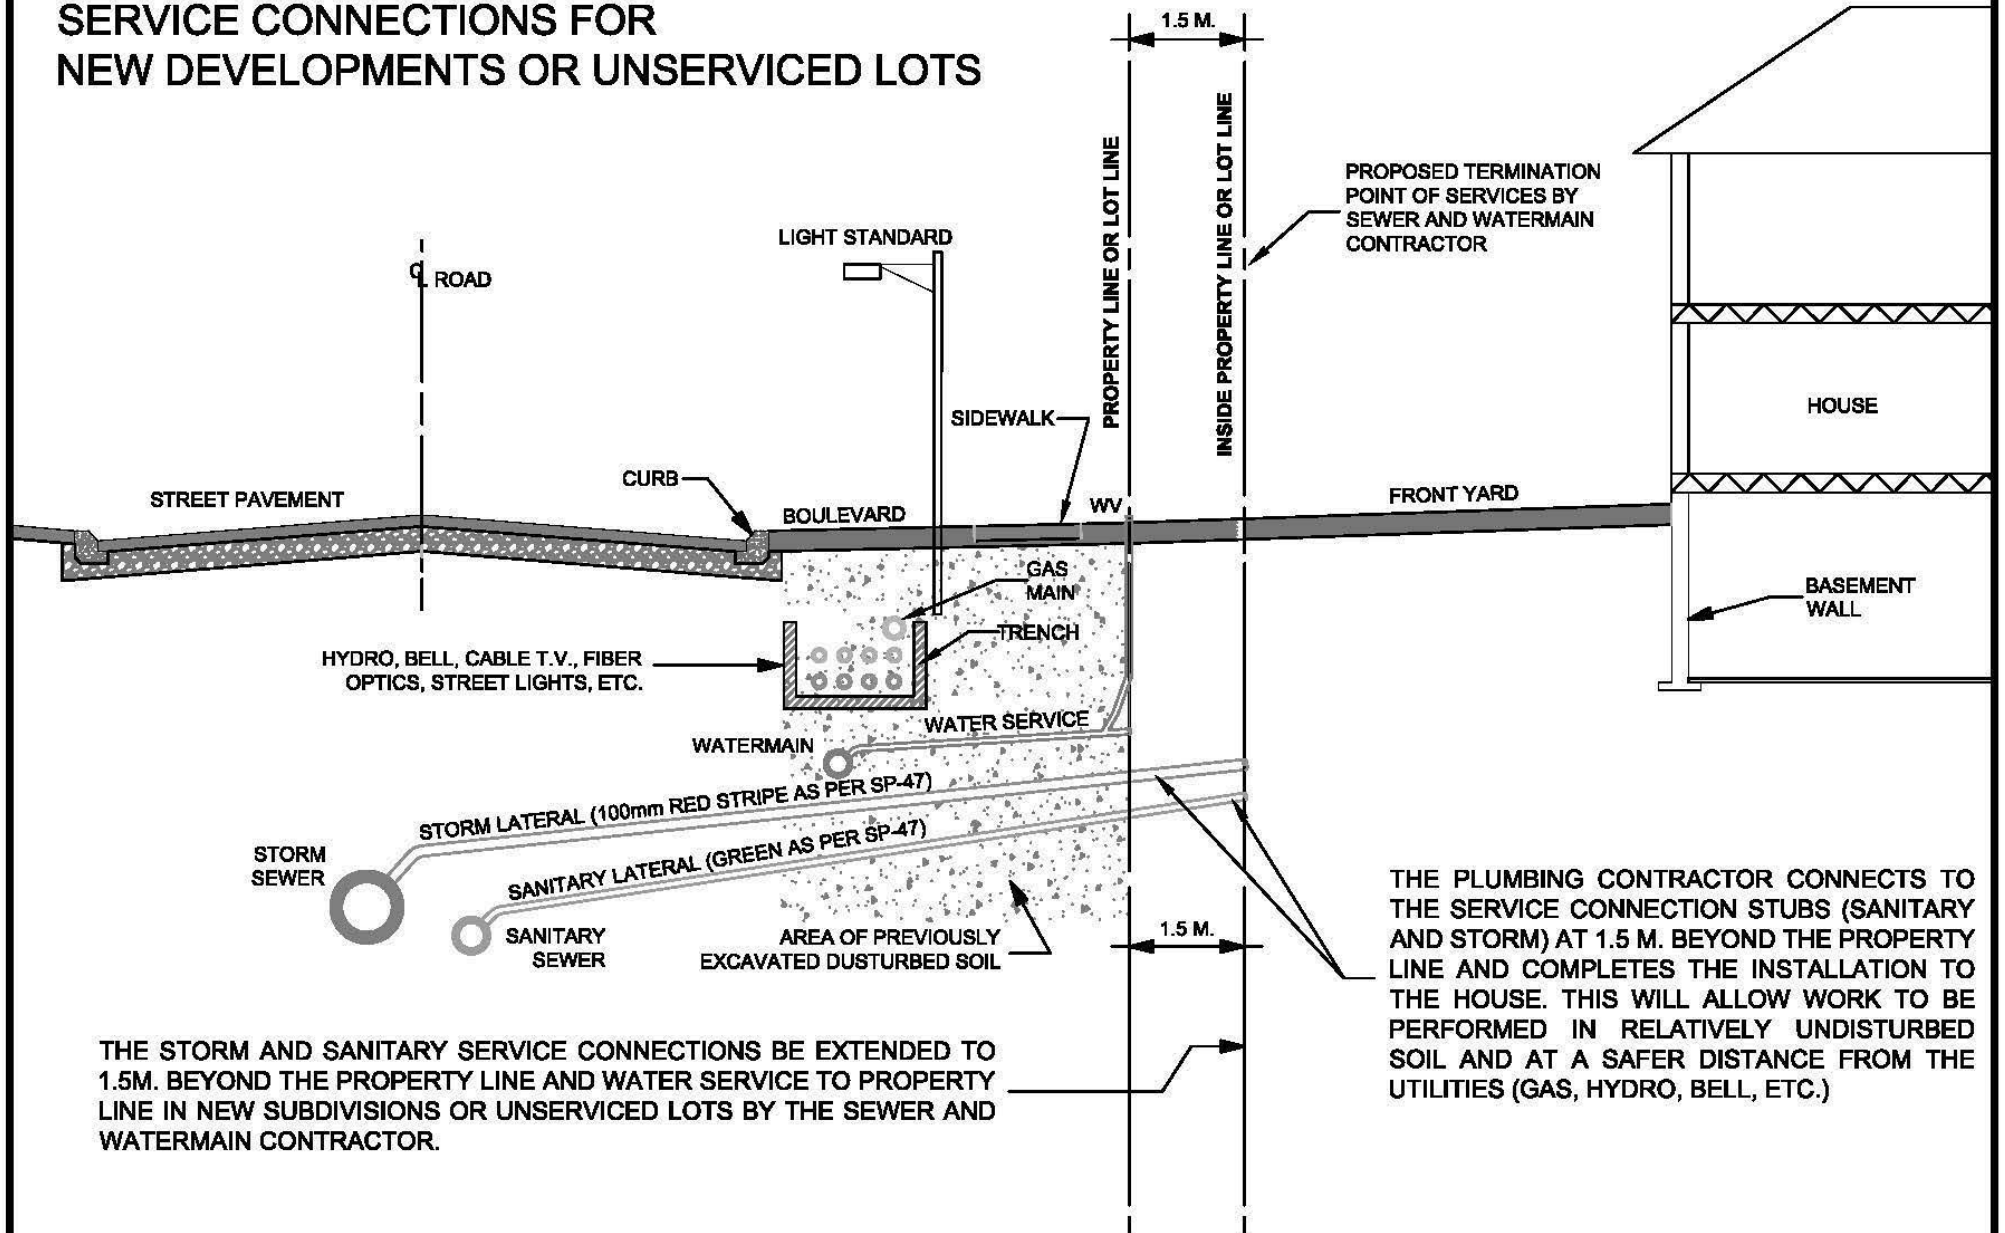 SERVICE CONNECTIONS FOR
NEW DEVELOPMENTS OR UNSERVICED LOTS
1.5 M.
PROPERTY LINE OR LOT LINE
INSIDE PROPERTY LINE OR LOT LINE
PROPOSED TERMINATION
POINT OF SERVICES BY
SEWER AND WATERMAIN
CONTRACTOR
LIGHT STANDARD
℄ ROAD
SIDEWALK
HOUSE
CURB
STREET PAVEMENT
BOULEVARD
WV
FRONT YARD
GAS
MAIN
BASEMENT
WALL
TRENCH
HYDRO, BELL, CABLE T.V., FIBER
OPTICS, STREET LIGHTS, ETC.
WATER SERVICE
WATERMAIN
STORM LATERAL (100mm RED STRIPE AS PER SP-47)
STORM
SEWER
SANITARY LATERAL (GREEN AS PER SP-47)
SANITARY
SEWER
AREA OF PREVIOUSLY
EXCAVATED DUSTURBED SOIL
1.5 M.
THE PLUMBING CONTRACTOR CONNECTS TO
THE SERVICE CONNECTION STUBS (SANITARY
AND STORM) AT 1.5 M. BEYOND THE PROPERTY
LINE AND COMPLETES THE INSTALLATION TO
THE HOUSE. THIS WILL ALLOW WORK TO BE
PERFORMED IN RELATIVELY UNDISTURBED
SOIL AND AT A SAFER DISTANCE FROM THE
UTILITIES (GAS, HYDRO, BELL, ETC.)
THE STORM AND SANITARY SERVICE CONNECTIONS BE EXTENDED TO
1.5M. BEYOND THE PROPERTY LINE AND WATER SERVICE TO PROPERTY
LINE IN NEW SUBDIVISIONS OR UNSERVICED LOTS BY THE SEWER AND
WATERMAIN CONTRACTOR.